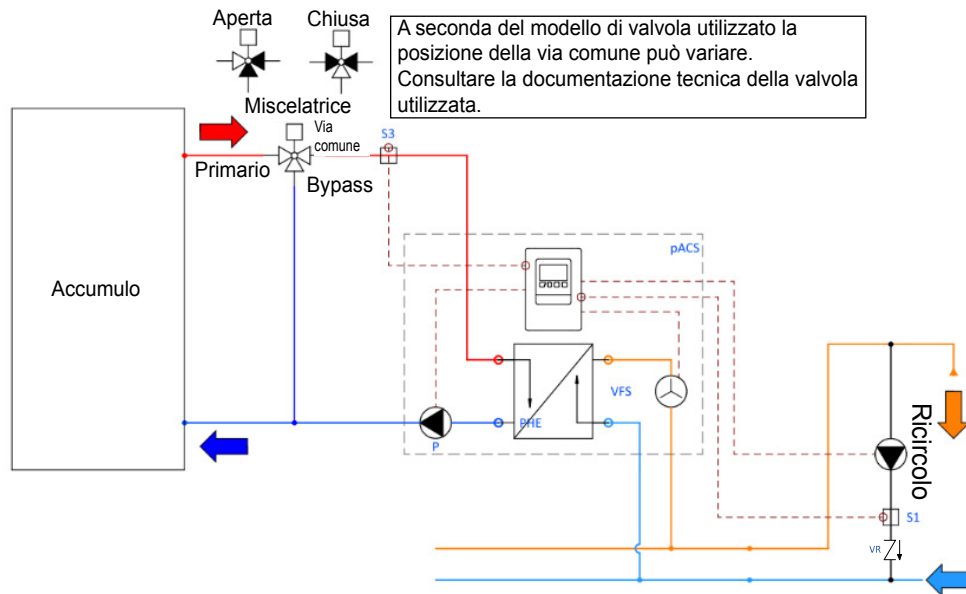 Aperta
Chiusa
A seconda del modello di valvola utilizzato la
posizione della via comune può variare.
Consultare la documentazione tecnica della valvola
utilizzata.
Miscelatrice
Via
comune
S3
Primario
Bypass
pACS
Accumulo
VFS
PHE
P
Ricircolo
S1
VR